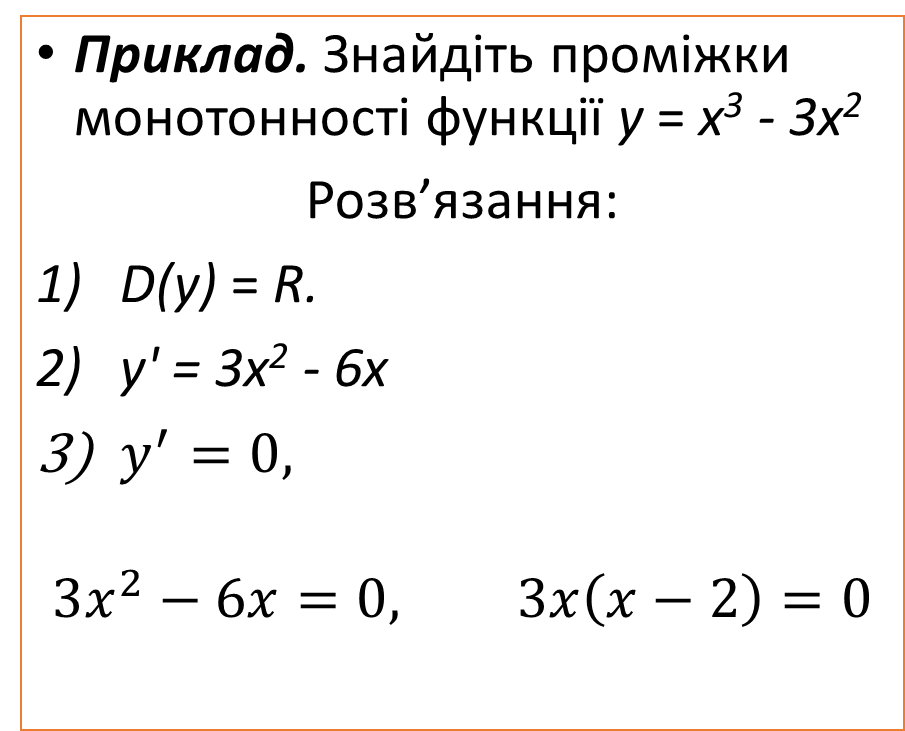 • Приклад. Знайдіть проміжки
монотонності функції y = x³ - 3x²
Розв’язання:
1) D(y) = R.
2) y' = 3x² - 6x
3) y′ = 0,
3x² − 6x = 0, 3x(x − 2) = 0